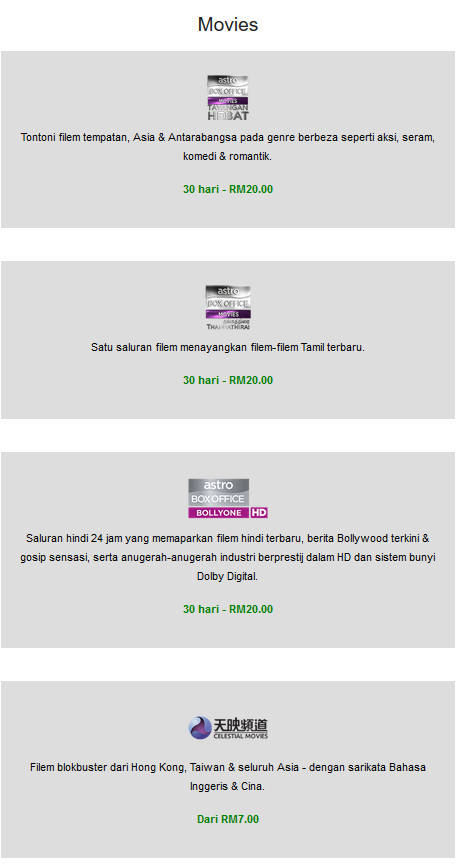 Movies
astro
BOX OFFICE
MOVIES
TAYANGAN
HEBAT
Tontoni filem tempatan, Asia & Antarabangsa pada genre berbeza seperti aksi, seram,
komedi & romantik.
30 hari - RM20.00
astro
BOX OFFICE
MOVIES
THANGATHIRAI
Satu saluran filem menayangkan filem-filem Tamil terbaru.
30 hari - RM20.00
astro
BOX OFFICE
BOLLYONE HD
Saluran hindi 24 jam yang memaparkan filem hindi terbaru, berita Bollywood terkini &
gosip sensasi, serta anugerah-anugerah industri berprestij dalam HD dan sistem bunyi
Dolby Digital.
30 hari - RM20.00
天映頻道
CELESTIAL MOVIES
Filem blokbuster dari Hong Kong, Taiwan & seluruh Asia - dengan sarikata Bahasa
Inggeris & Cina.
Dari RM7.00